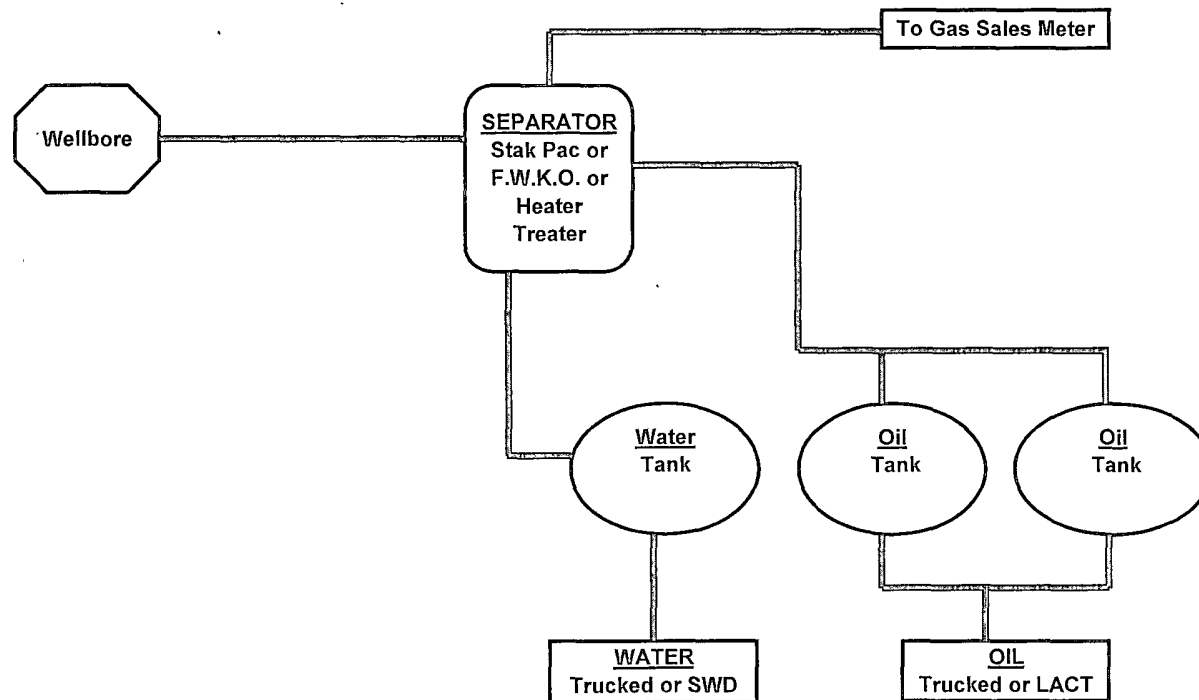 To Gas Sales Meter
Wellbore
SEPARATOR
Stak Pac or
F.W.K.O. or
Heater
Treater
Water
Tank
Oil
Tank
Oil
Tank
WATER
Trucked or SWD
OIL
Trucked or LACT